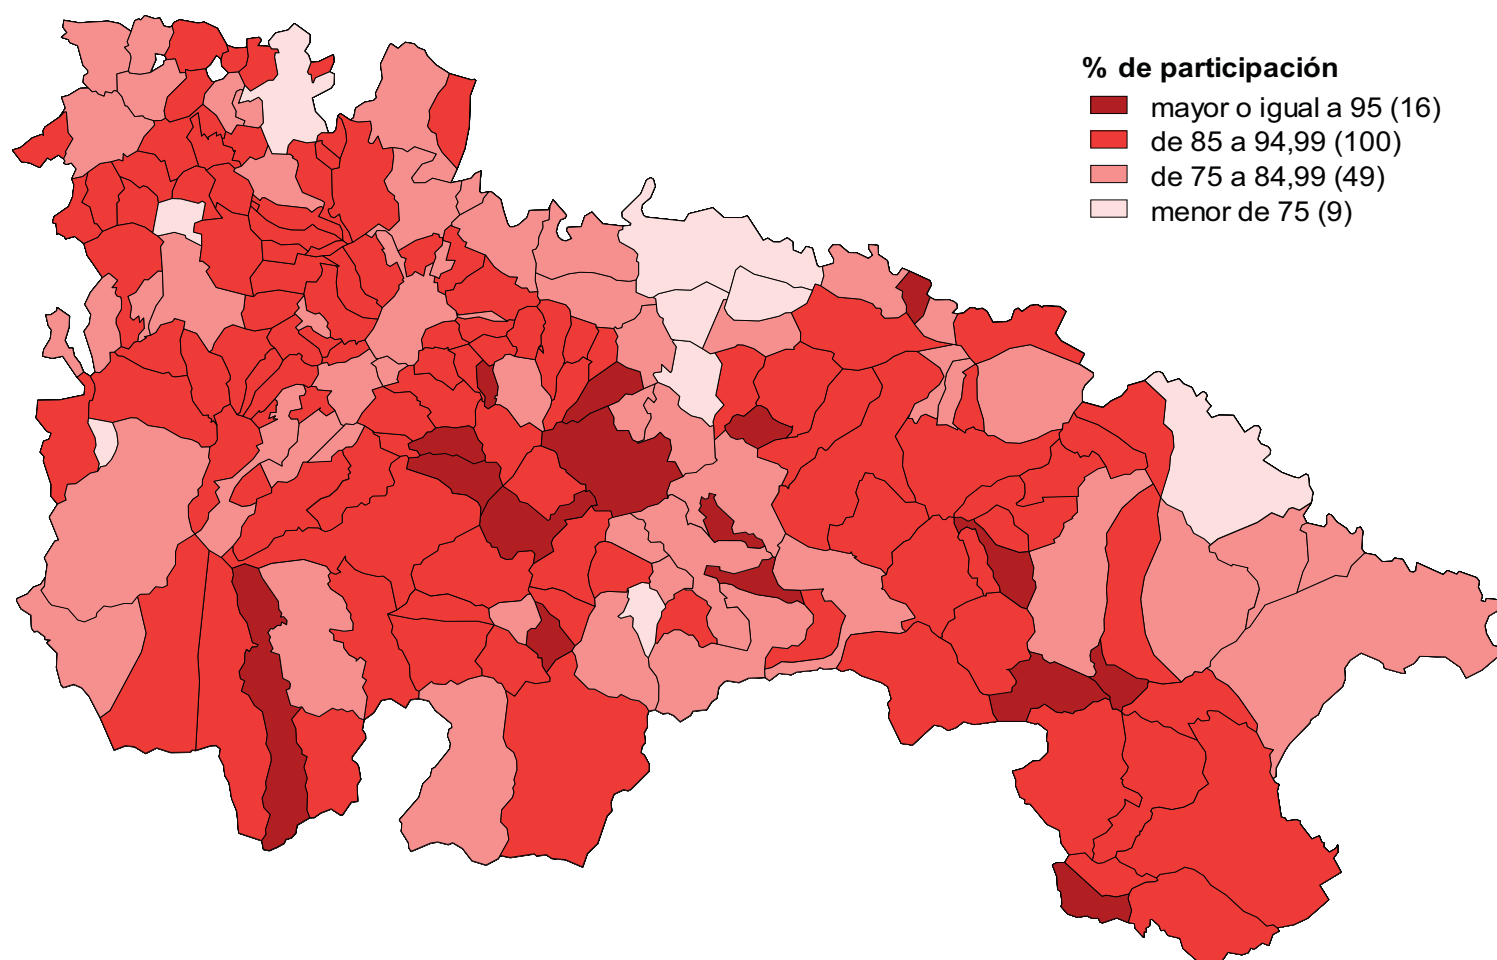 % de participación
mayor o igual a 95 (16)
de 85 a 94,99 (100)
de 75 a 84,99 (49)
menor de 75 (9)